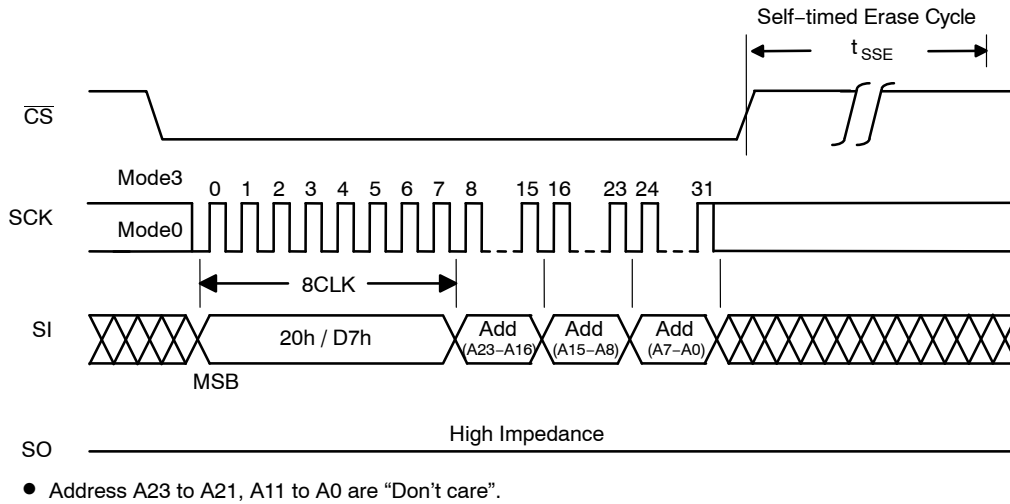 Self−timed Erase Cycle
tSSE
CS
Mode3
0 1 2 3 4 5 6 7 8 15 16 23 24 31
SCK
Mode0
8CLK
SI
20h / D7h
Add
(A23−A16)
Add
(A15−A8)
Add
(A7−A0)
MSB
High Impedance
SO
● Address A23 to A21, A11 to A0 are “Don’t care”.